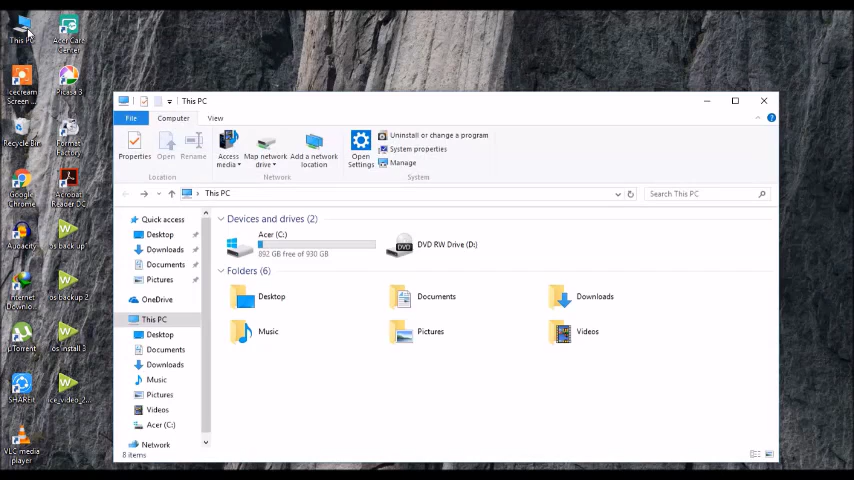 This PC
Acer Care
Center
Icecream
Screen ...
Picasa 3
Recycle Bin
Format
Factory
Google
Chrome
Acrobat
Reader DC
Audacity
os back up
Internet
Downlo...
os backup 2
µTorrent
os install 3
SHAREit
ice_video_2...
VLC media
player
This PC
File Computer View
Properties Open Rename Access
media Map network
drive Add a network
location Open
Settings Uninstall or change a program
System properties
Manage
Location Network System
This PC
Search This PC
Quick access
Desktop
Downloads
Documents
Pictures
OneDrive
This PC
Desktop
Documents
Downloads
Music
Pictures
Videos
Acer (C:)
Network
Devices and drives (2)
Acer (C:)
892 GB free of 930 GB
DVD RW Drive (D:)
DVD
Folders (6)
Desktop Documents Downloads
Music Pictures Videos
8 items